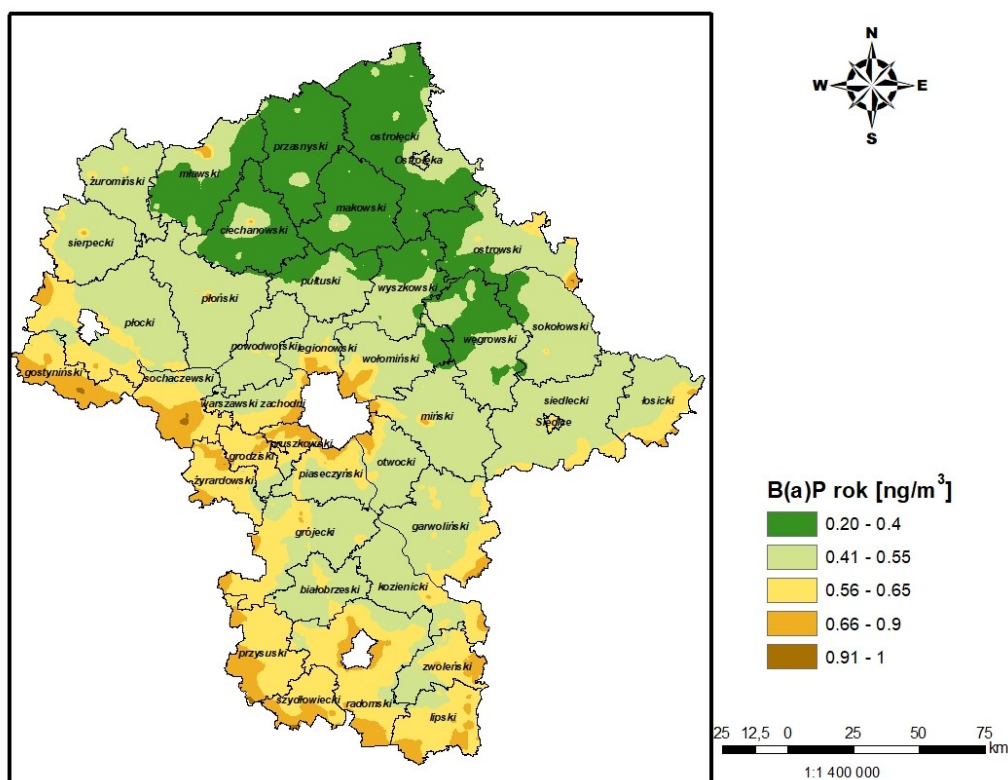 N
W E
S
ostrołęcki
przasnyski
Ostrołęka
mławski
żuromiński
makowski
ciechanowski
sierpecki
ostrowski
pułtuski
wyszkowski
płoński
płocki
sokołowski
węgrowski
nowodworski
legionowski
wołomiński
gostyniński
sochaczewski
warszawski zachodni
siedlecki
łosicki
miński
Siedlce
pruszkowski
grodziski
otwocki
piaseczyński
żyrardowski
garwoliński
grójecki
białobrzeski
kozienicki
przysuski
zwoleński
szydłowiecki
radomski
lipski
B(a)P rok [ng/m³]
0.20 - 0.4
0.41 - 0.55
0.56 - 0.65
0.66 - 0.9
0.91 - 1
25 12,5 0 25 50 75
km
1:1 400 000